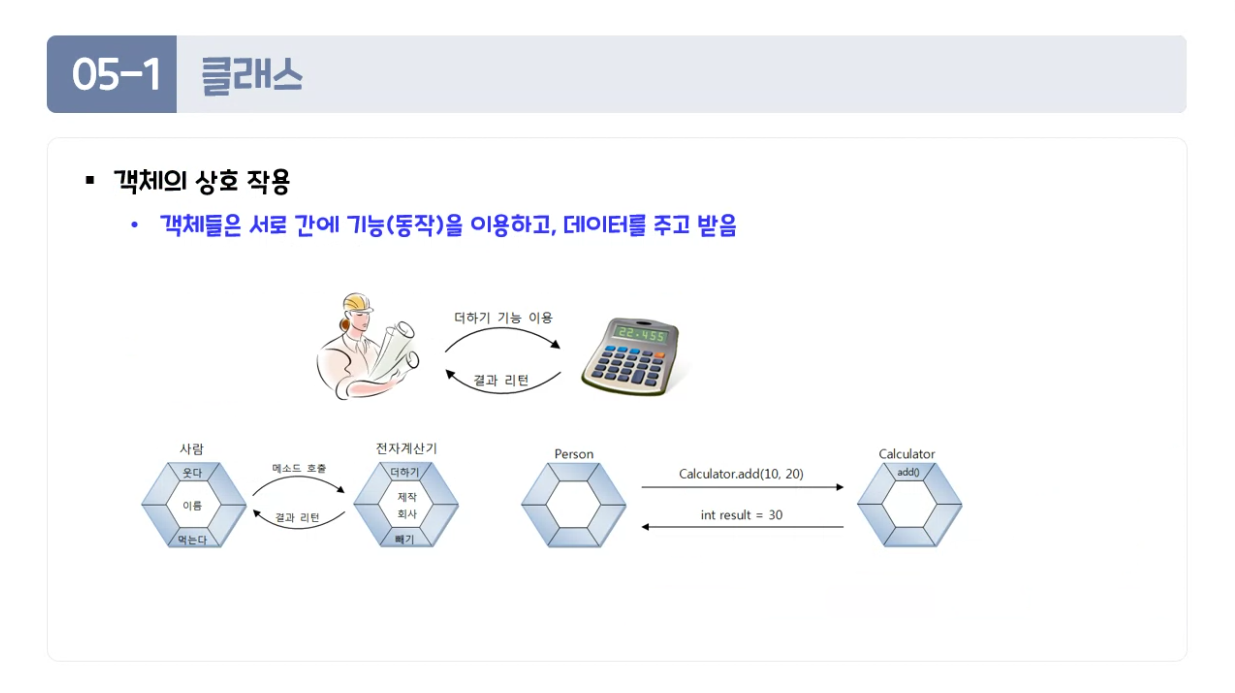 05-1 클래스
▪ 객체의 상호 작용
• 객체들은 서로 간에 기능(동작)을 이용하고, 데이터를 주고 받음
더하기 기능 이용
22.455
결과 리턴
사람
웃다
이름
먹는다
메소드 호출
결과 리턴
전자계산기
더하기
제작
회사
빼기
Person
Calculator.add(10, 20)
int result = 30
Calculator
add()